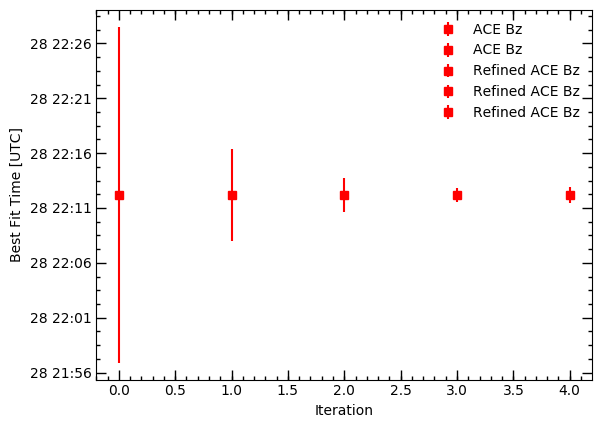 ACE Bz
ACE Bz
Refined ACE Bz
Refined ACE Bz
Refined ACE Bz
Best Fit Time [UTC]
28 22:26
28 22:21
28 22:16
28 22:11
28 22:06
28 22:01
28 21:56
0.0 0.5 1.0 1.5 2.0 2.5 3.0 3.5 4.0
Iteration